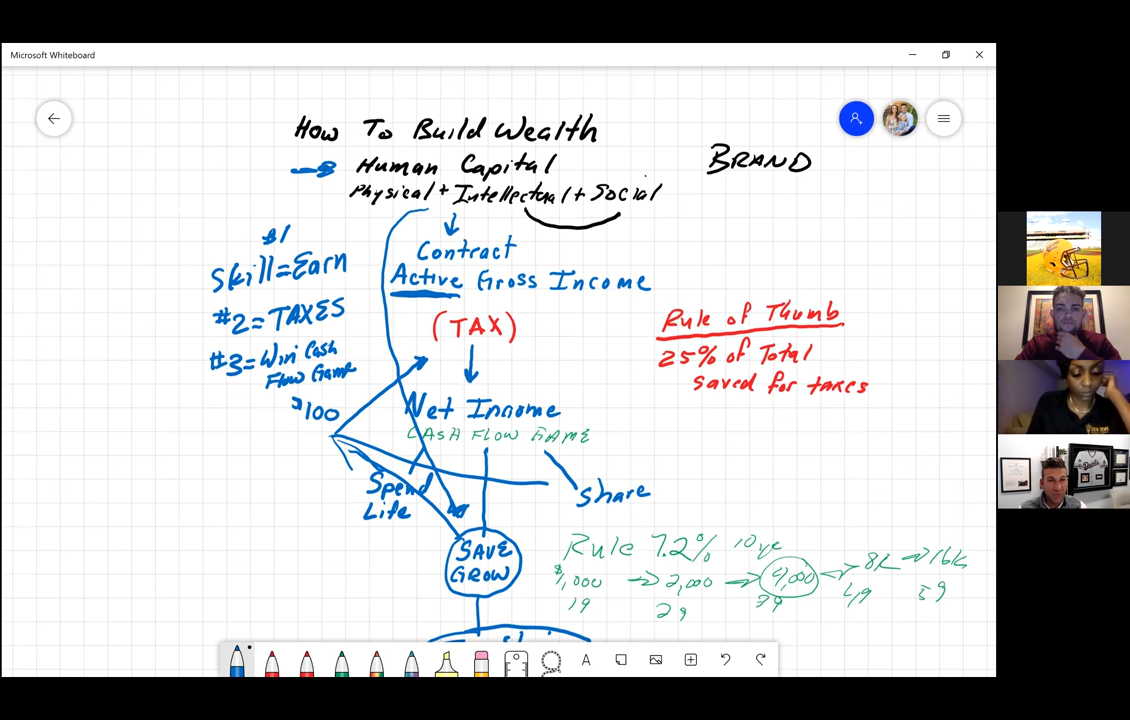 Microsoft Whiteboard
How To Build Wealth
BRAND
Human Capital
Physical + Intellectual + Social
#1
Skill = Earn
#2 = TAXES
#3 = Win Cash
Flow Game
$100
Contract
Active Gross Income
(TAX)
Net Income
CASH FLOW GAME
Rule of Thumb
25% of Total
saved for taxes
Spend
Life
Share
SAVE
GROW
Rule 7.2% 10 yr
$1,000 → 2,000 → 4,000 → 8K → 16K
19 29 39 49 59